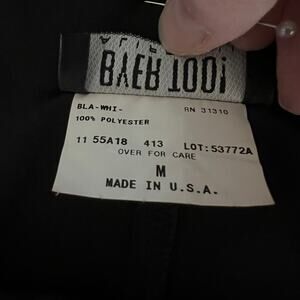 BYER TOO!
BLA-WHI-
RN 31310
100% POLYESTER
11 55A18 413 LOT:53772A
OVER FOR CARE
M
MADE IN U.S.A.